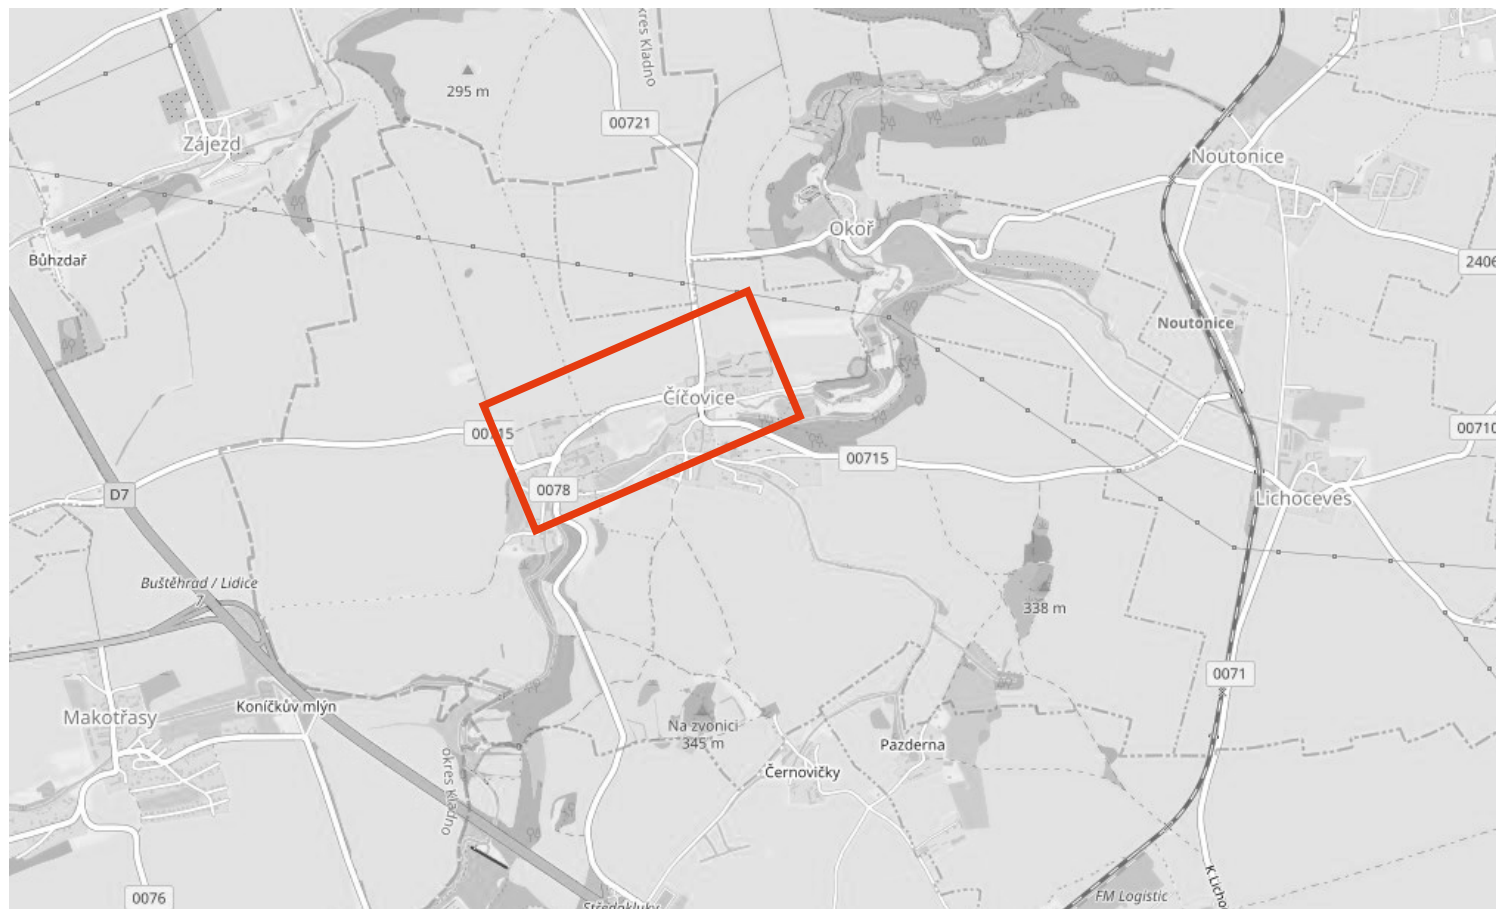 okres Kladno
295 m
00721
Zájezd
Noutonice
Okoř
Bůhzdař
2406
Noutonice
Číčovice
00715
00710
00715
D7
0078
Lichoceves
Buštěhrad / Lidice
7
338 m
0071
Koníčkův mlýn
Makotřasy
Na zvonici
345 m
Pazderna
Černovičky
okres Kladno
0076
FM Logistic
K Licho
Středokluky